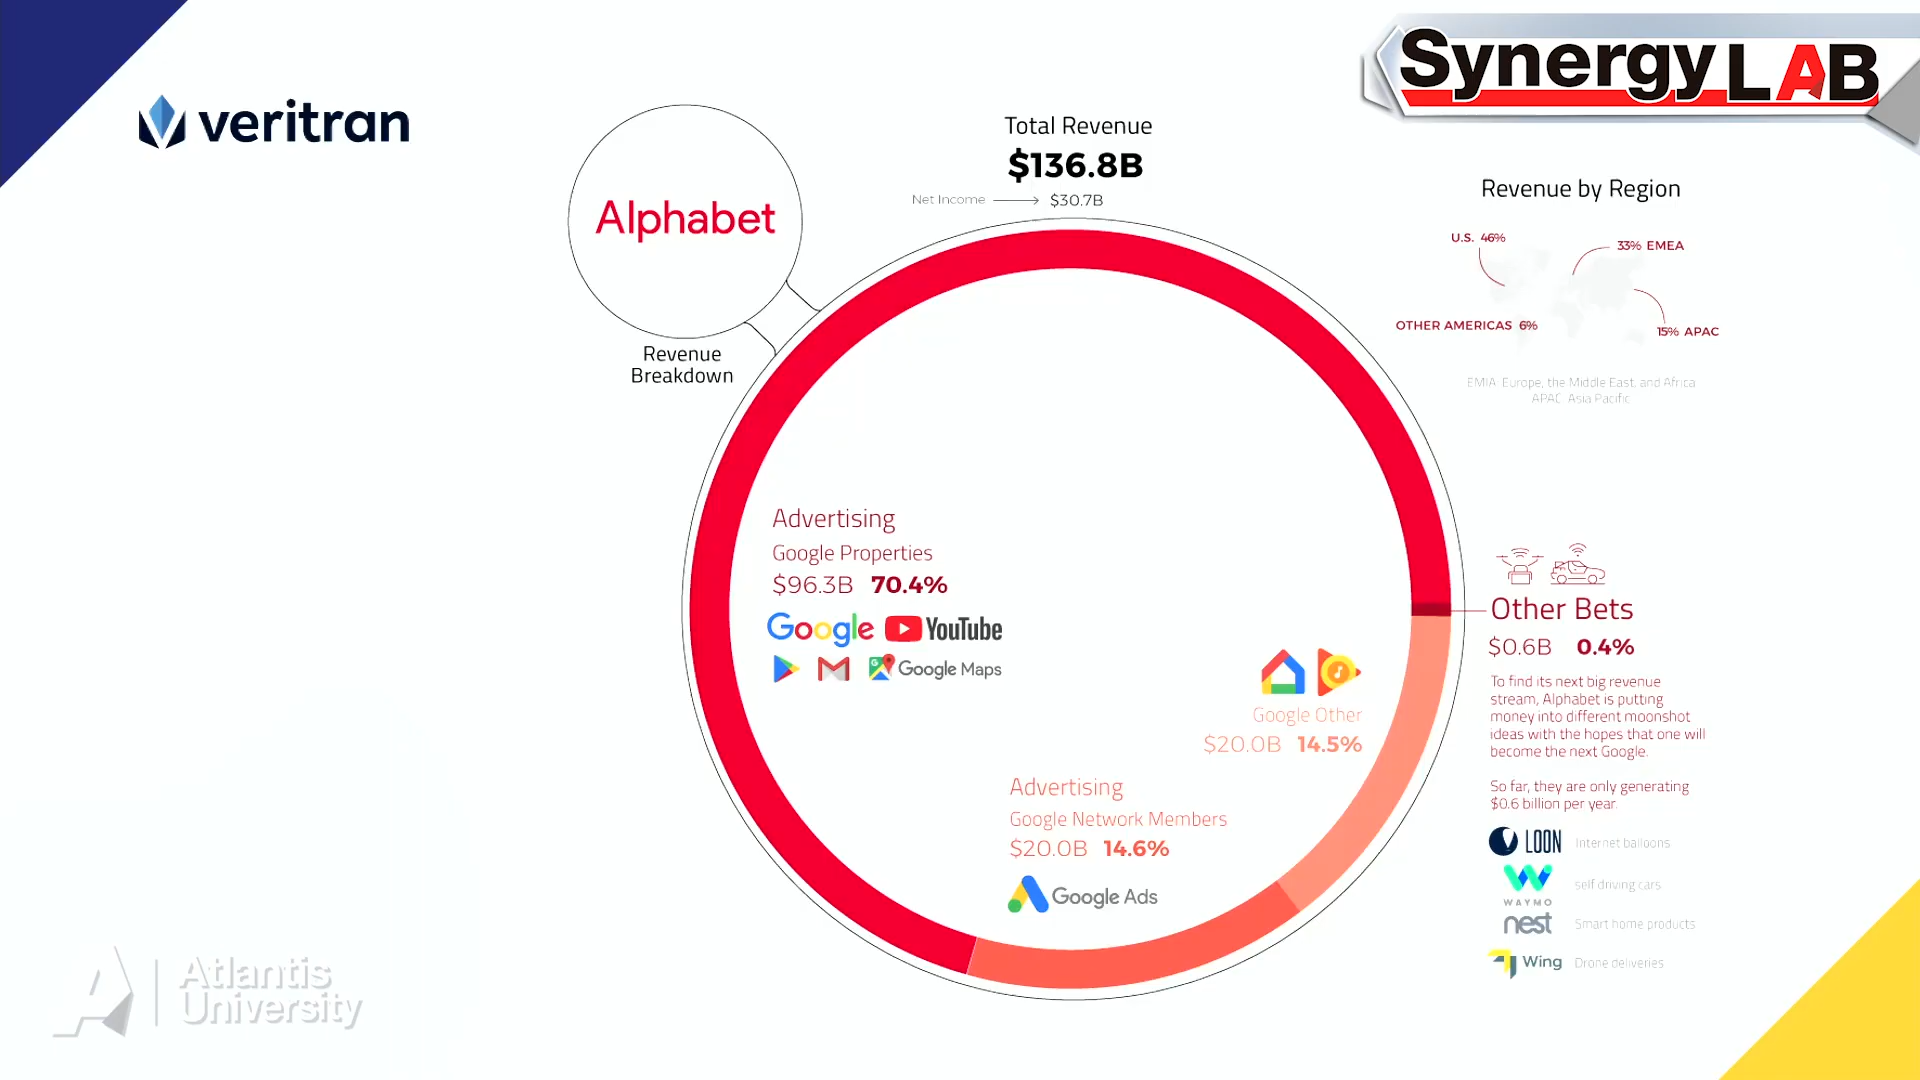 veritran
Synergy LAB
Alphabet
Revenue
Breakdown
Total Revenue
$136.8B
Net Income $30.7B
Revenue by Region
U.S. 46%
33% EMEA
OTHER AMERICAS 6%
15% APAC
EMIA: Europe, the Middle East, and Africa
APAC: Asia Pacific
Advertising
Google Properties
$96.3B 70.4%
Google YouTube
Google Maps
Google Other
$20.0B 14.5%
Advertising
Google Network Members
$20.0B 14.6%
Google Ads
Other Bets
$0.6B 0.4%
To find its next big revenue
stream, Alphabet is putting
money into different moonshot
ideas with the hopes that one will
become the next Google.
So far, they are only generating
$0.6 billion per year.
LOON Internet balloons
WAYMO self driving cars
nest Smart home products
Wing Drone deliveries
Atlantis
University